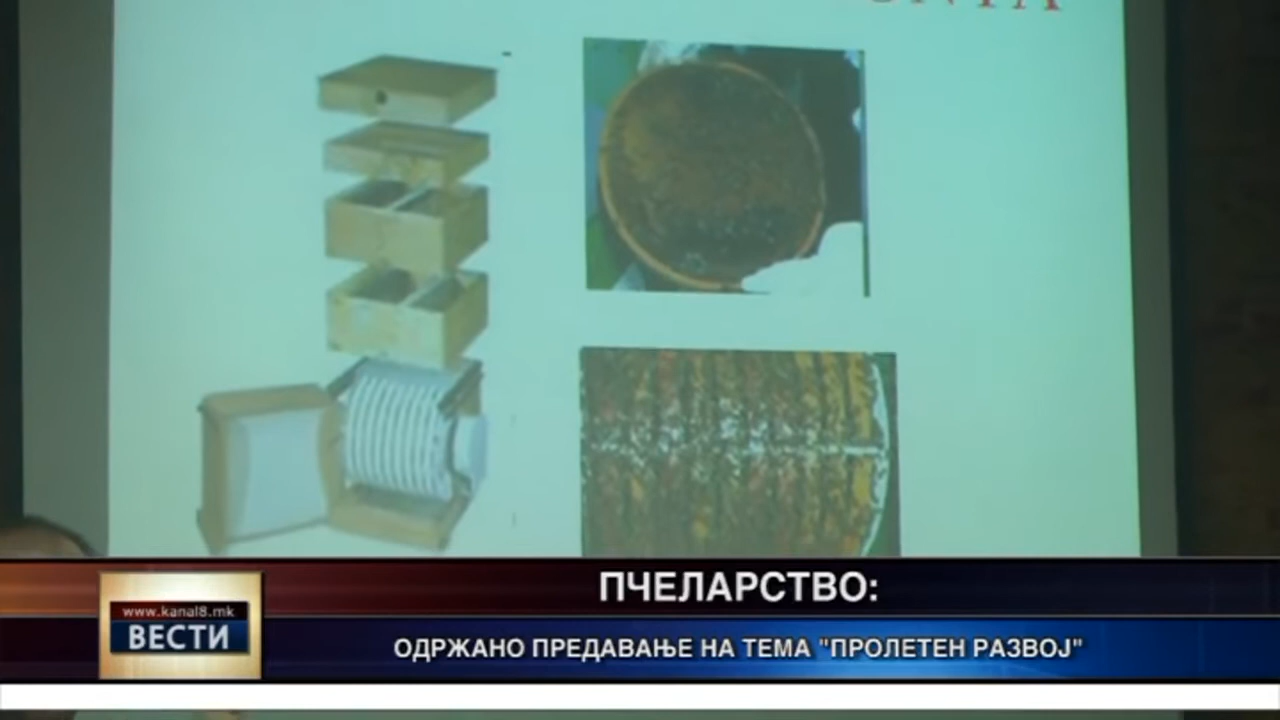 ПЧЕЛАРСТВО:
www.kanal8.mk
ВЕСТИ
ОДРЖАНО ПРЕДАВАЊЕ НА ТЕМА "ПРОЛЕТЕН РАЗВОЈ"